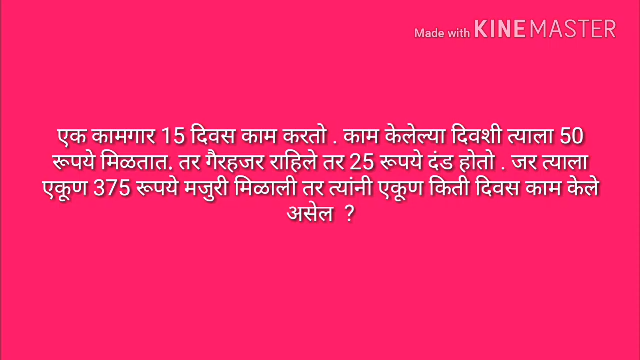 Made with KINEMASTER
एक कामगार 15 दिवस काम करतो . काम केलेल्या दिवशी त्याला 50
रूपये मिळतात. तर गैरहजर राहिले तर 25 रूपये दंड होतो . जर त्याला
एकूण 375 रूपये मजुरी मिळाली तर त्यांनी एकूण किती दिवस काम केले
असेल ?